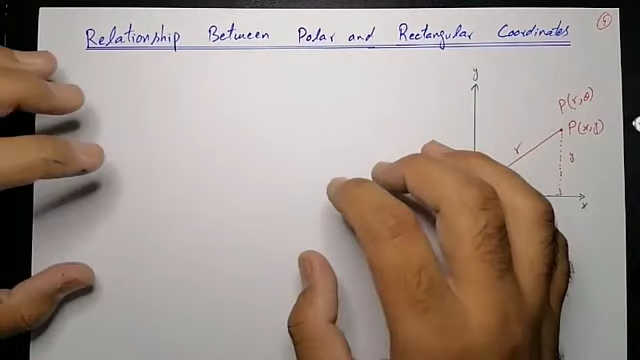 Relationship Between Polar and Rectangular Coordinates
y
P(r,θ)
P(x,y)
r
y
x